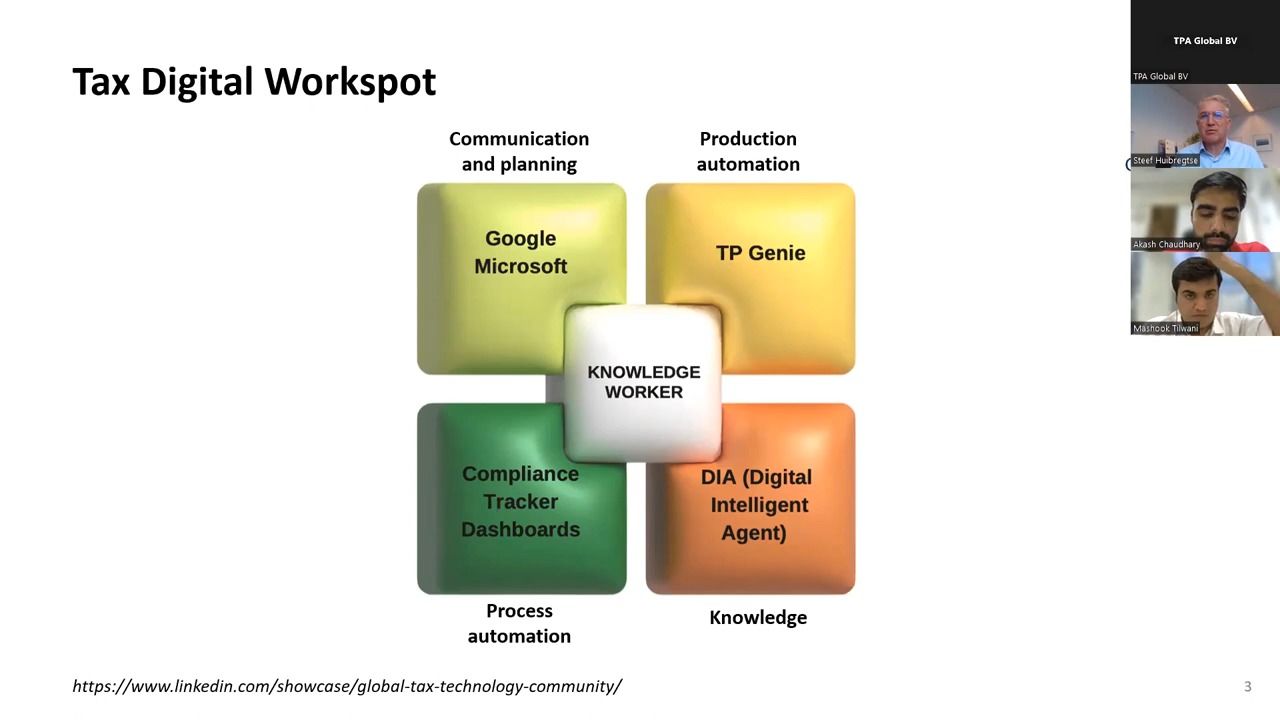 Tax Digital Workspot
Communication
and planning
Production
automation
Google
Microsoft
TP Genie
KNOWLEDGE
WORKER
Compliance
Tracker
Dashboards
DIA (Digital
Intelligent
Agent)
Process
automation
Knowledge
https://www.linkedin.com/showcase/global-tax-technology-community/
3
TPA Global BV
TPA Global BV
Steef Huibregtse
Akash Chaudhary
Mashook Tilwani